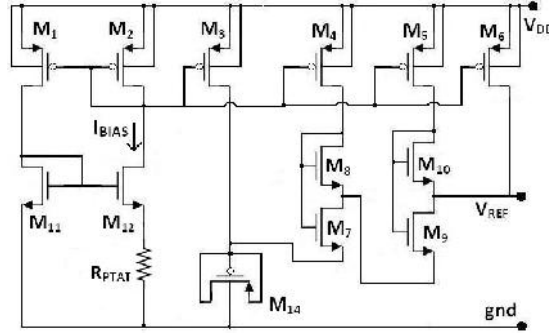 M1
M2
M3
M4
M5
M6
VDD
IBIAS
M8
M10
M11
M12
M7
M9
VREF
RPTAT
M14
gnd